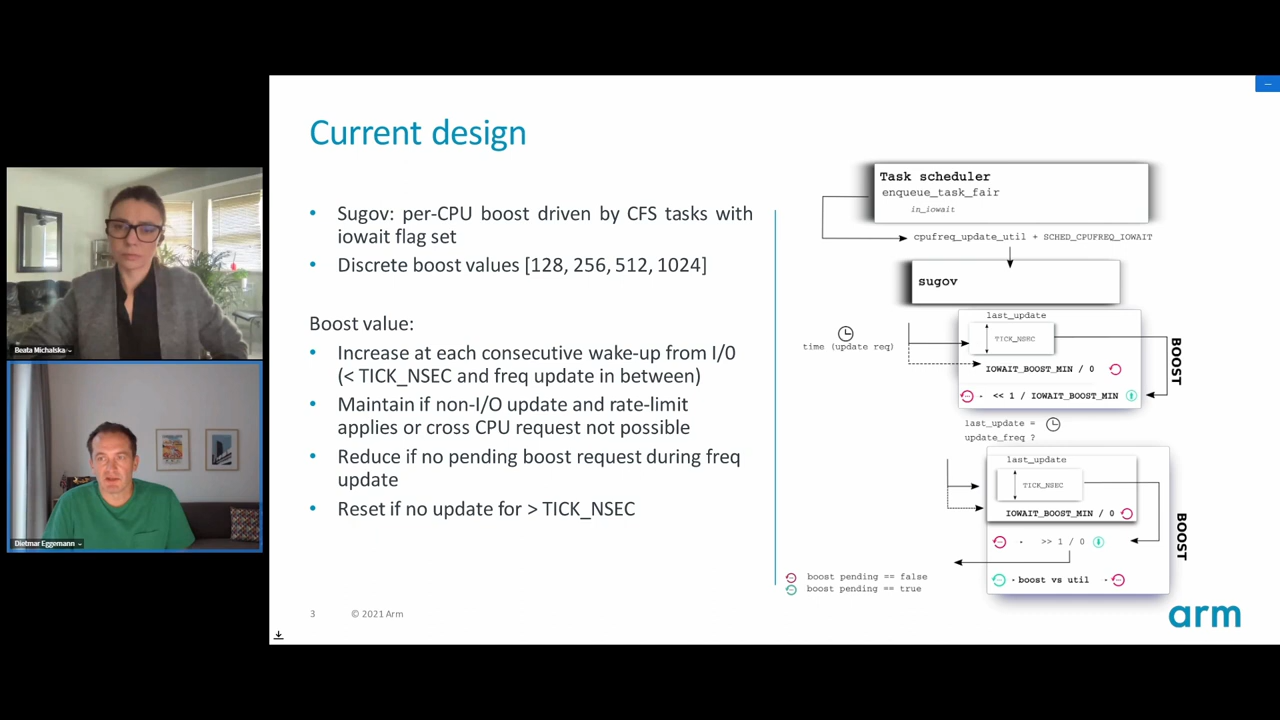 Current design
• Sugov: per-CPU boost driven by CFS tasks with
iowait flag set
• Discrete boost values [128, 256, 512, 1024]
Boost value:
• Increase at each consecutive wake-up from I/0
(< TICK_NSEC and freq update in between)
• Maintain if non-I/O update and rate-limit
applies or cross CPU request not possible
• Reduce if no pending boost request during freq
update
• Reset if no update for > TICK_NSEC
Task scheduler
enqueue_task_fair
in_iowait
cpufreq_update_util + SCHED_CPUFREQ_IOWAIT
sugov
last_update
TICK_NSEC
time (update req)
IOWAIT_BOOST_MIN / 0
- << 1 / IOWAIT_BOOST_MIN
BOOST
last_update =
update_freq ?
last_update
TICK_NSEC
IOWAIT_BOOST_MIN / 0
- >> 1 / 0
- boost vs util -
BOOST
boost pending == false
boost pending == true
3 © 2021 Arm
arm
Beata Michalska
Dietmar Eggemann